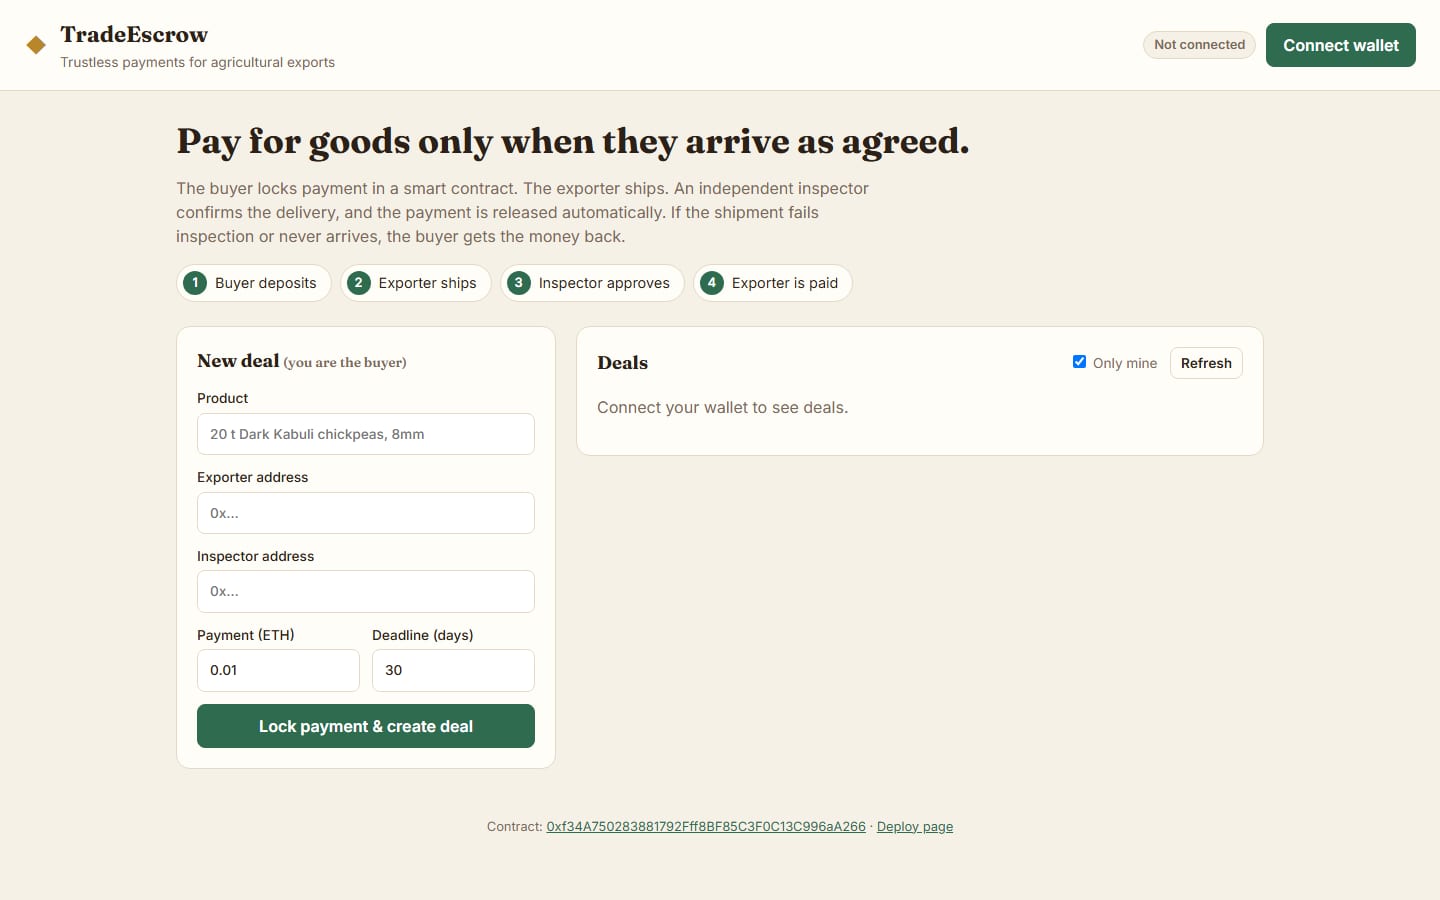 TradeEscrow
Trustless payments for agricultural exports
Not connected
Connect wallet
Pay for goods only when they arrive as agreed.
The buyer locks payment in a smart contract. The exporter ships. An independent inspector
confirms the delivery, and the payment is released automatically. If the shipment fails
inspection or never arrives, the buyer gets the money back.
1 Buyer deposits
2 Exporter ships
3 Inspector approves
4 Exporter is paid
New deal (you are the buyer)
Product
20 t Dark Kabuli chickpeas, 8mm
Exporter address
0x...
Inspector address
0x...
Payment (ETH)
Deadline (days)
0.01
30
Lock payment & create deal
Deals
Only mine
Refresh
Connect your wallet to see deals.
Contract: 0xf34A750283881792Fff8BF85C3F0C13C996aA266 · Deploy page